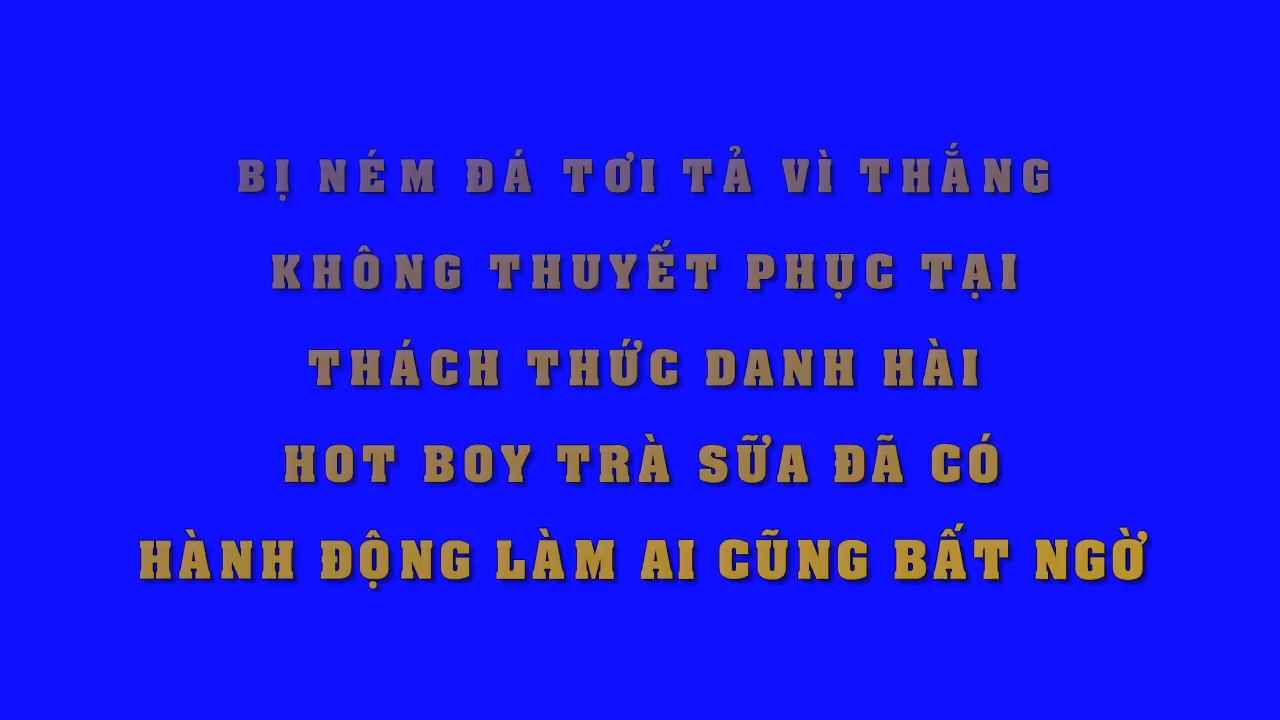 BỊ NÉM ĐÁ TƠI TẢ VÌ THẮNG
KHÔNG THUYẾT PHỤC TẠI
THÁCH THỨC DANH HÀI
HOT BOY TRÀ SỮA ĐÃ CÓ
HÀNH ĐỘNG LÀM AI CŨNG BẤT NGỜ